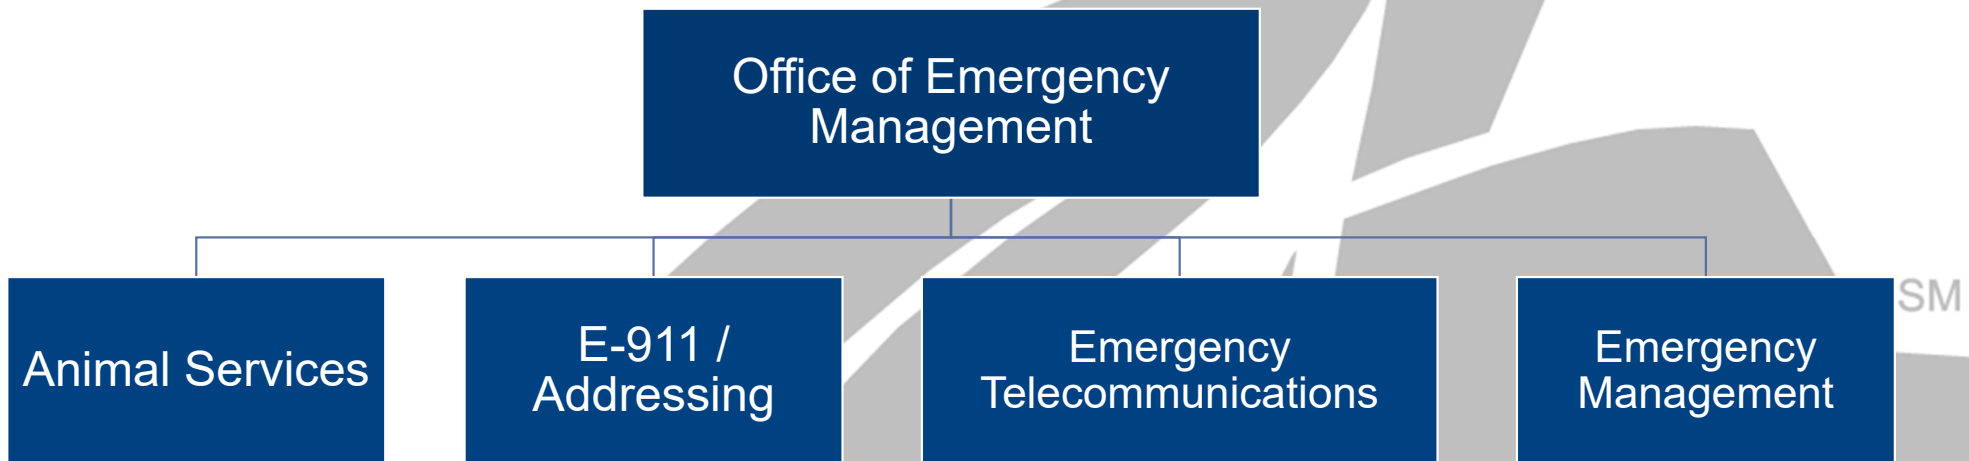 Office of Emergency
Management
Animal Services
E-911 /
Addressing
Emergency
Telecommunications
Emergency
Management
SM